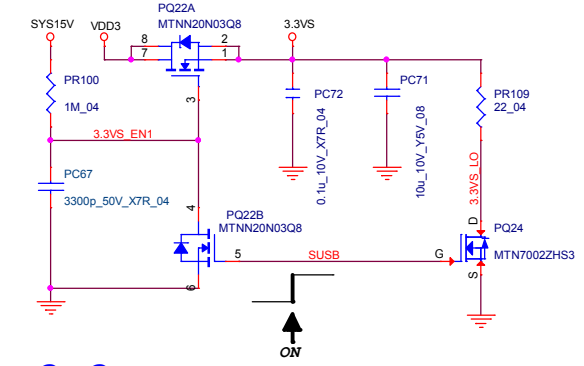 PQ22A
MTNN20N03Q8
SYS15V
VDD3
3.3VS
8
7
2
1
3
PR100
1M_04
3.3VS_EN1
PC67
3300p_50V_X7R_04
PC72
0.1u_10V_X7R_04
PC71
10u_10V_Y5V_08
PR109
22_04
3.3VS_LO
4
PQ22B
MTNN20N03Q8
5
SUSB
6
G
D
S
PQ24
MTN7002ZHS3
ON